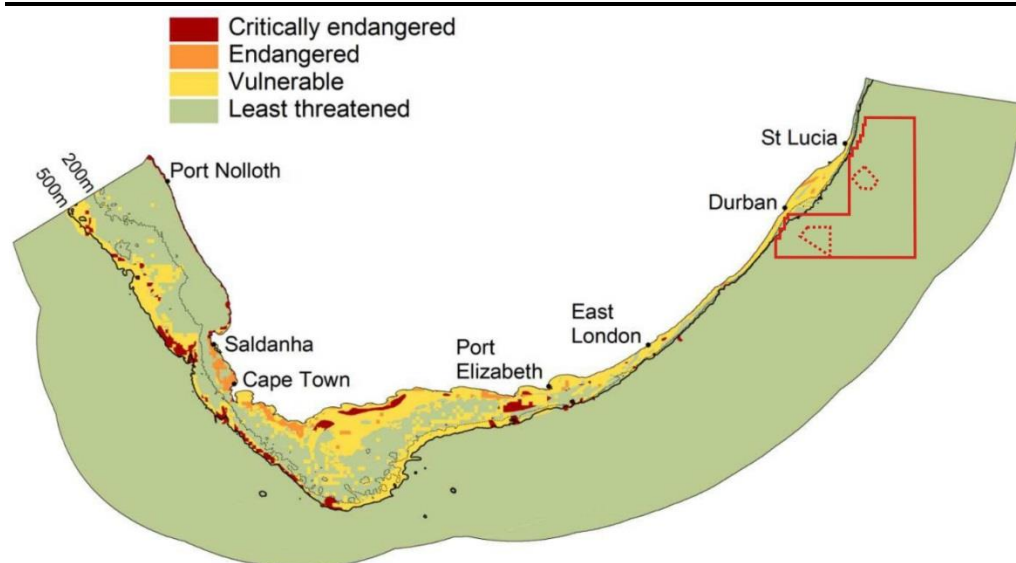 Critically endangered
Endangered
Vulnerable
Least threatened
St Lucia
200m
500m
Port Nolloth
Durban
East
London
Saldanha
Port
Elizabeth
Cape Town